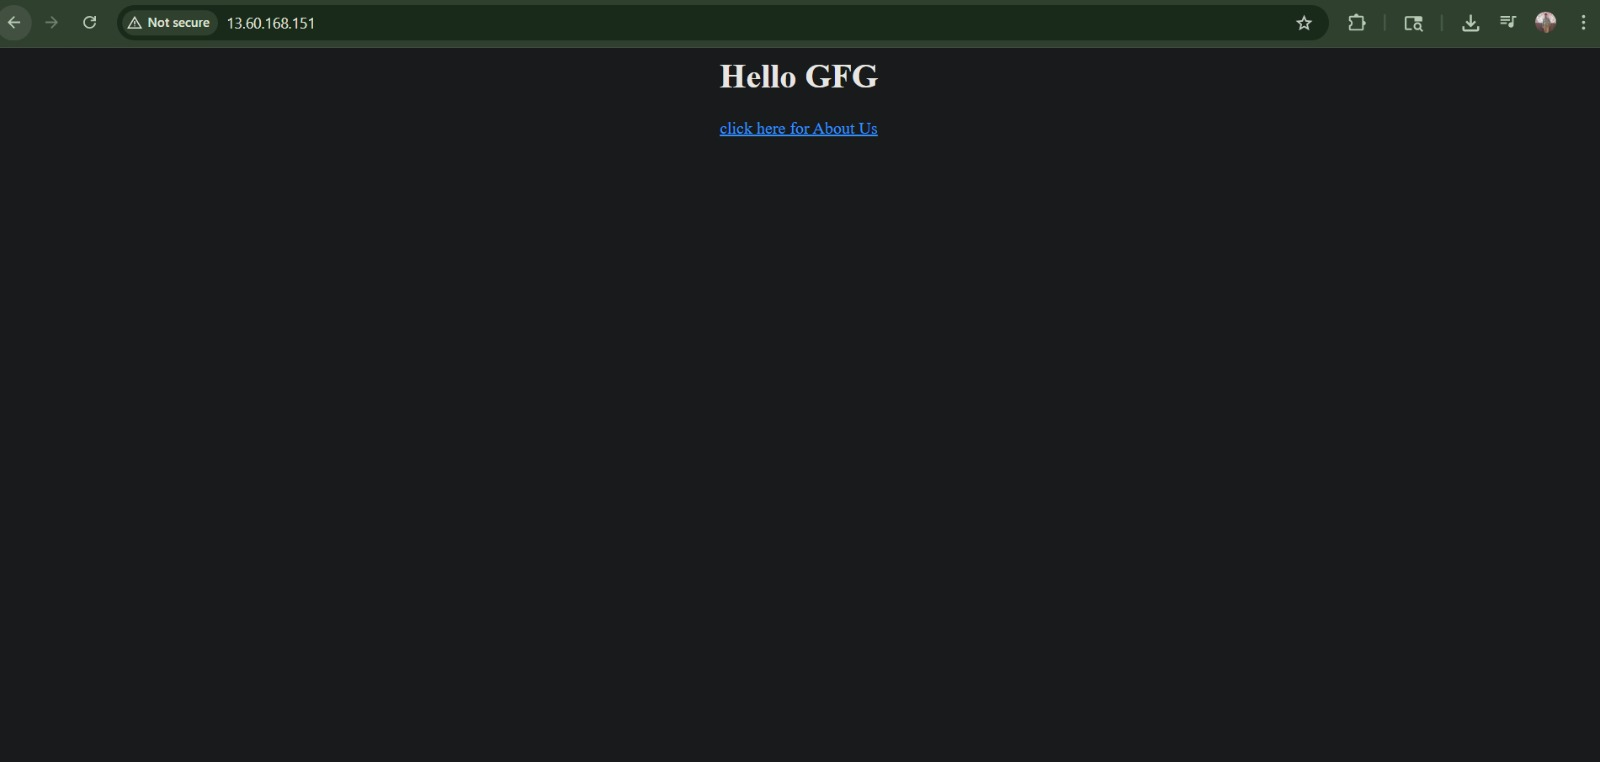 Not secure 13.60.168.151
Hello GFG
click here for About Us